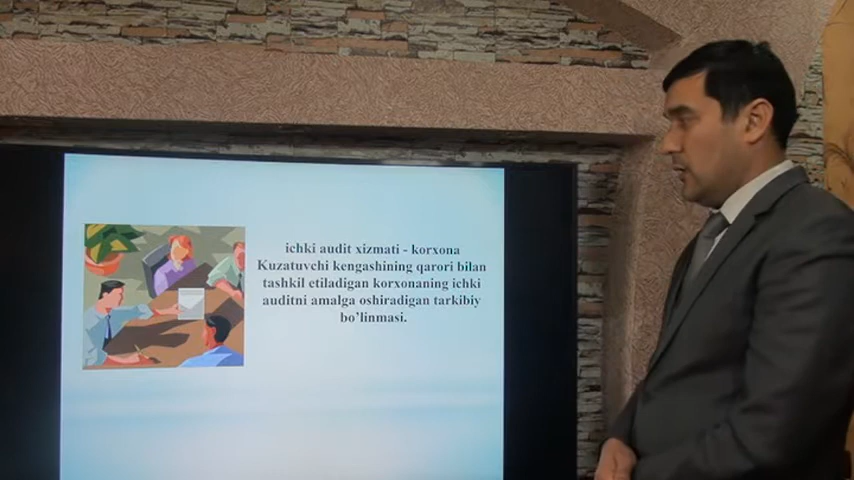 ichki audit xizmati - korxona
Kuzatuvchi kengashining qarori bilan
tashkil etiladigan korxonaning ichki
auditni amalga oshiradigan tarkibiy
bo'linmasi.